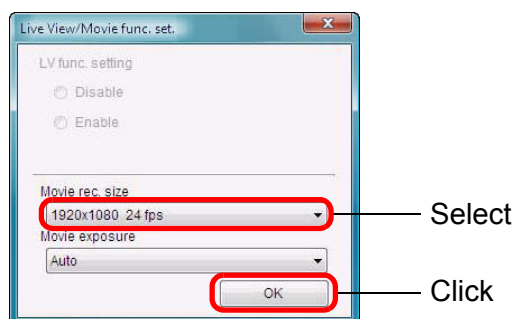 Live View/Movie func. set.
LV func. setting
Disable
Enable
Movie rec. size
1920x1080 24 fps
Select
Movie exposure
Auto
OK
Click